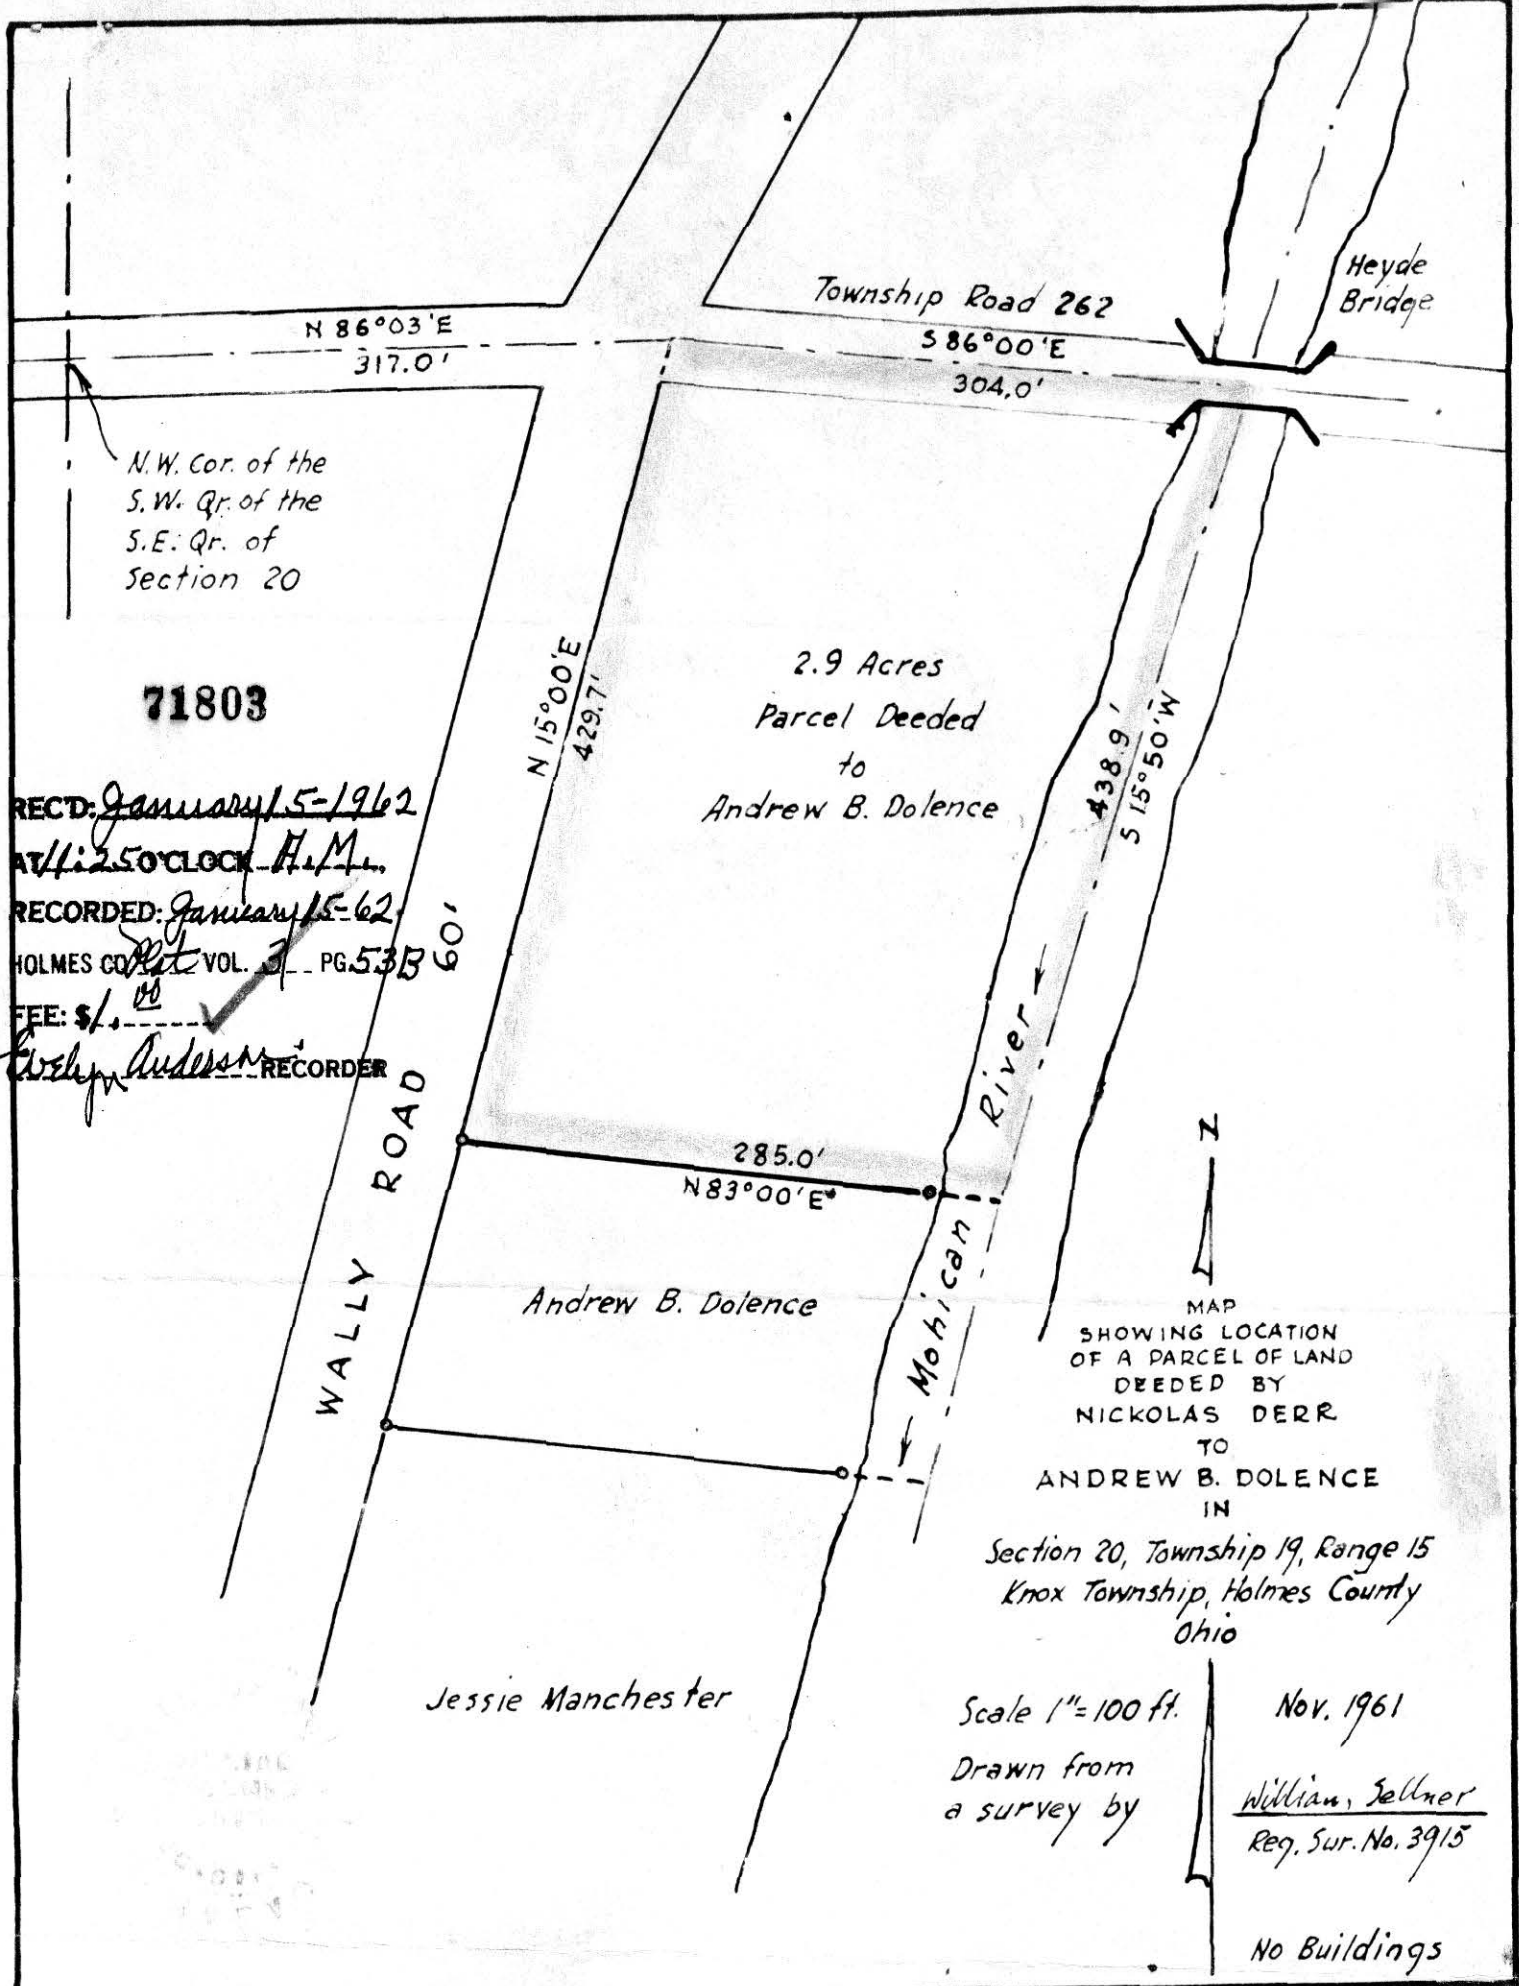 Heyde
Bridge
Township Road 262
N 86°03'E
317.0'
S 86°00'E
304.0'
N.W. Cor. of the
S.W. Qr. of the
S.E. Qr. of
Section 20
71803
N 15°00'E
429.7'
2.9 Acres
Parcel Deeded
to
Andrew B. Dolence
438.9'
S 15°50'W
REC'D: January 15-1962
AT 11:25 O'CLOCK A.M.
RECORDED: January 15-62
HOLMES CO. Plat VOL. 3 PG. 53B
FEE: $1.00
Evelyn Anderson RECORDER
WALLY ROAD 60'
285.0'
N 83°00'E
Mohican River
Andrew B. Dolence
Jessie Manchester
N
MAP
SHOWING LOCATION
OF A PARCEL OF LAND
DEEDED BY
NICKOLAS DERR
TO
ANDREW B. DOLENCE
IN
Section 20, Township 19, Range 15
Knox Township, Holmes County
Ohio
Scale 1"=100 ft.
Nov. 1961
Drawn from
a survey by
William Sellner
Reg. Sur. No. 3915
No Buildings